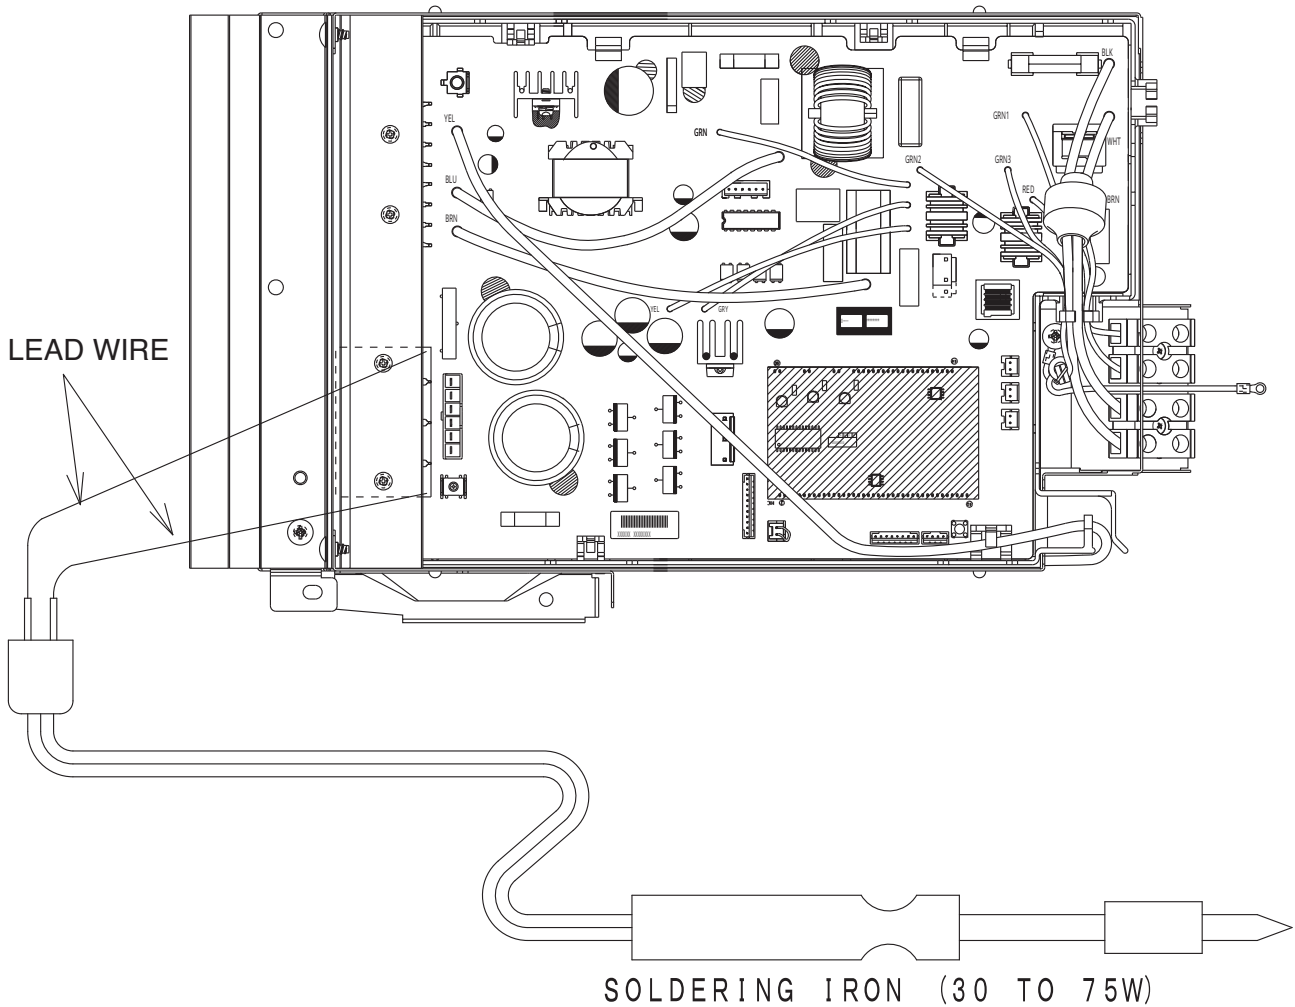 BLK
YEL
GRN1
GRN
WHT
GRN2
GRN3
BLU
RED
BRN
BRN
YEL
GRY
LEAD WIRE
SOLDERING IRON (30 TO 75W)